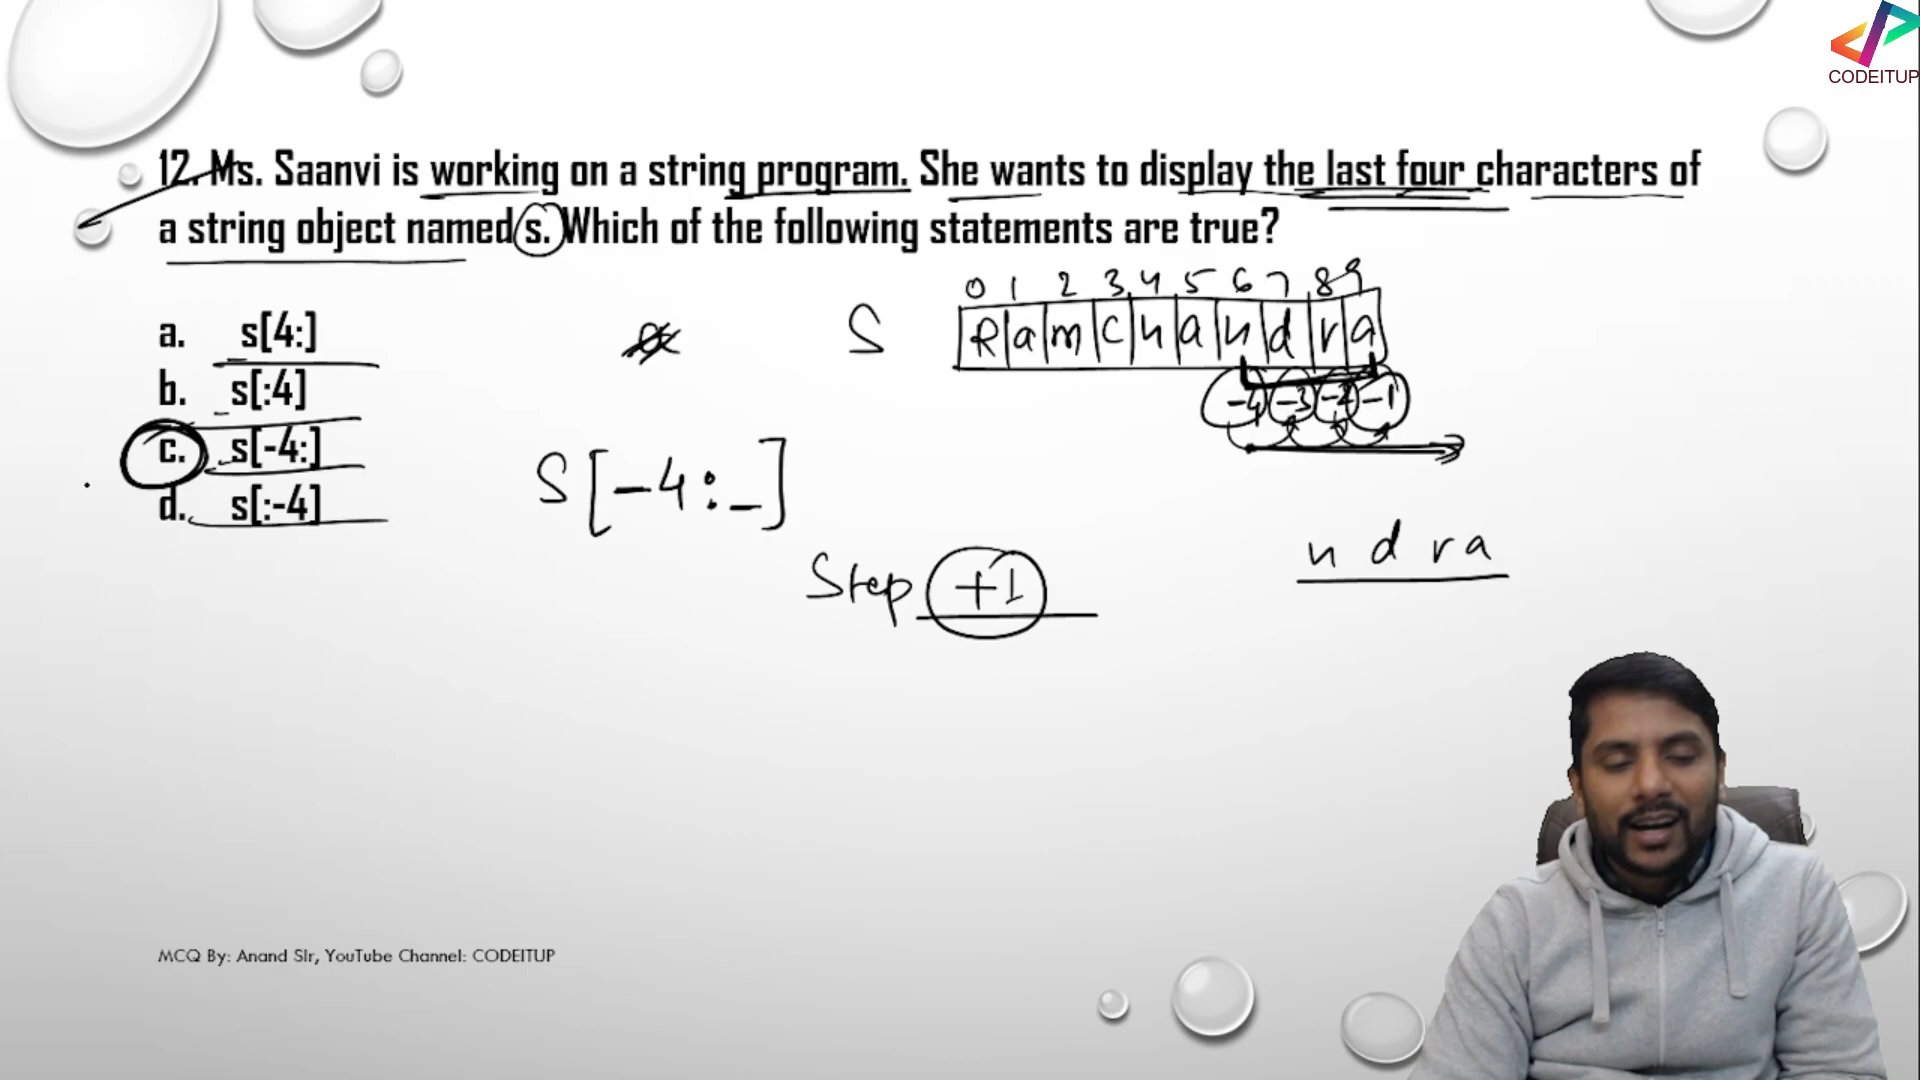 CODEITUP
12. Ms. Saanvi is working on a string program. She wants to display the last four characters of
a string object named s. Which of the following statements are true?
0 1 2 3 4 5 6 7 8 9
S R a m c h a n d r a
-4 -3 -2 -1
a. s[4:]
b. s[:4]
c. s[-4:]
d. s[:-4]
S[-4:_]
Step +1
n d r a
MCQ By: Anand Sir, YouTube Channel: CODEITUP